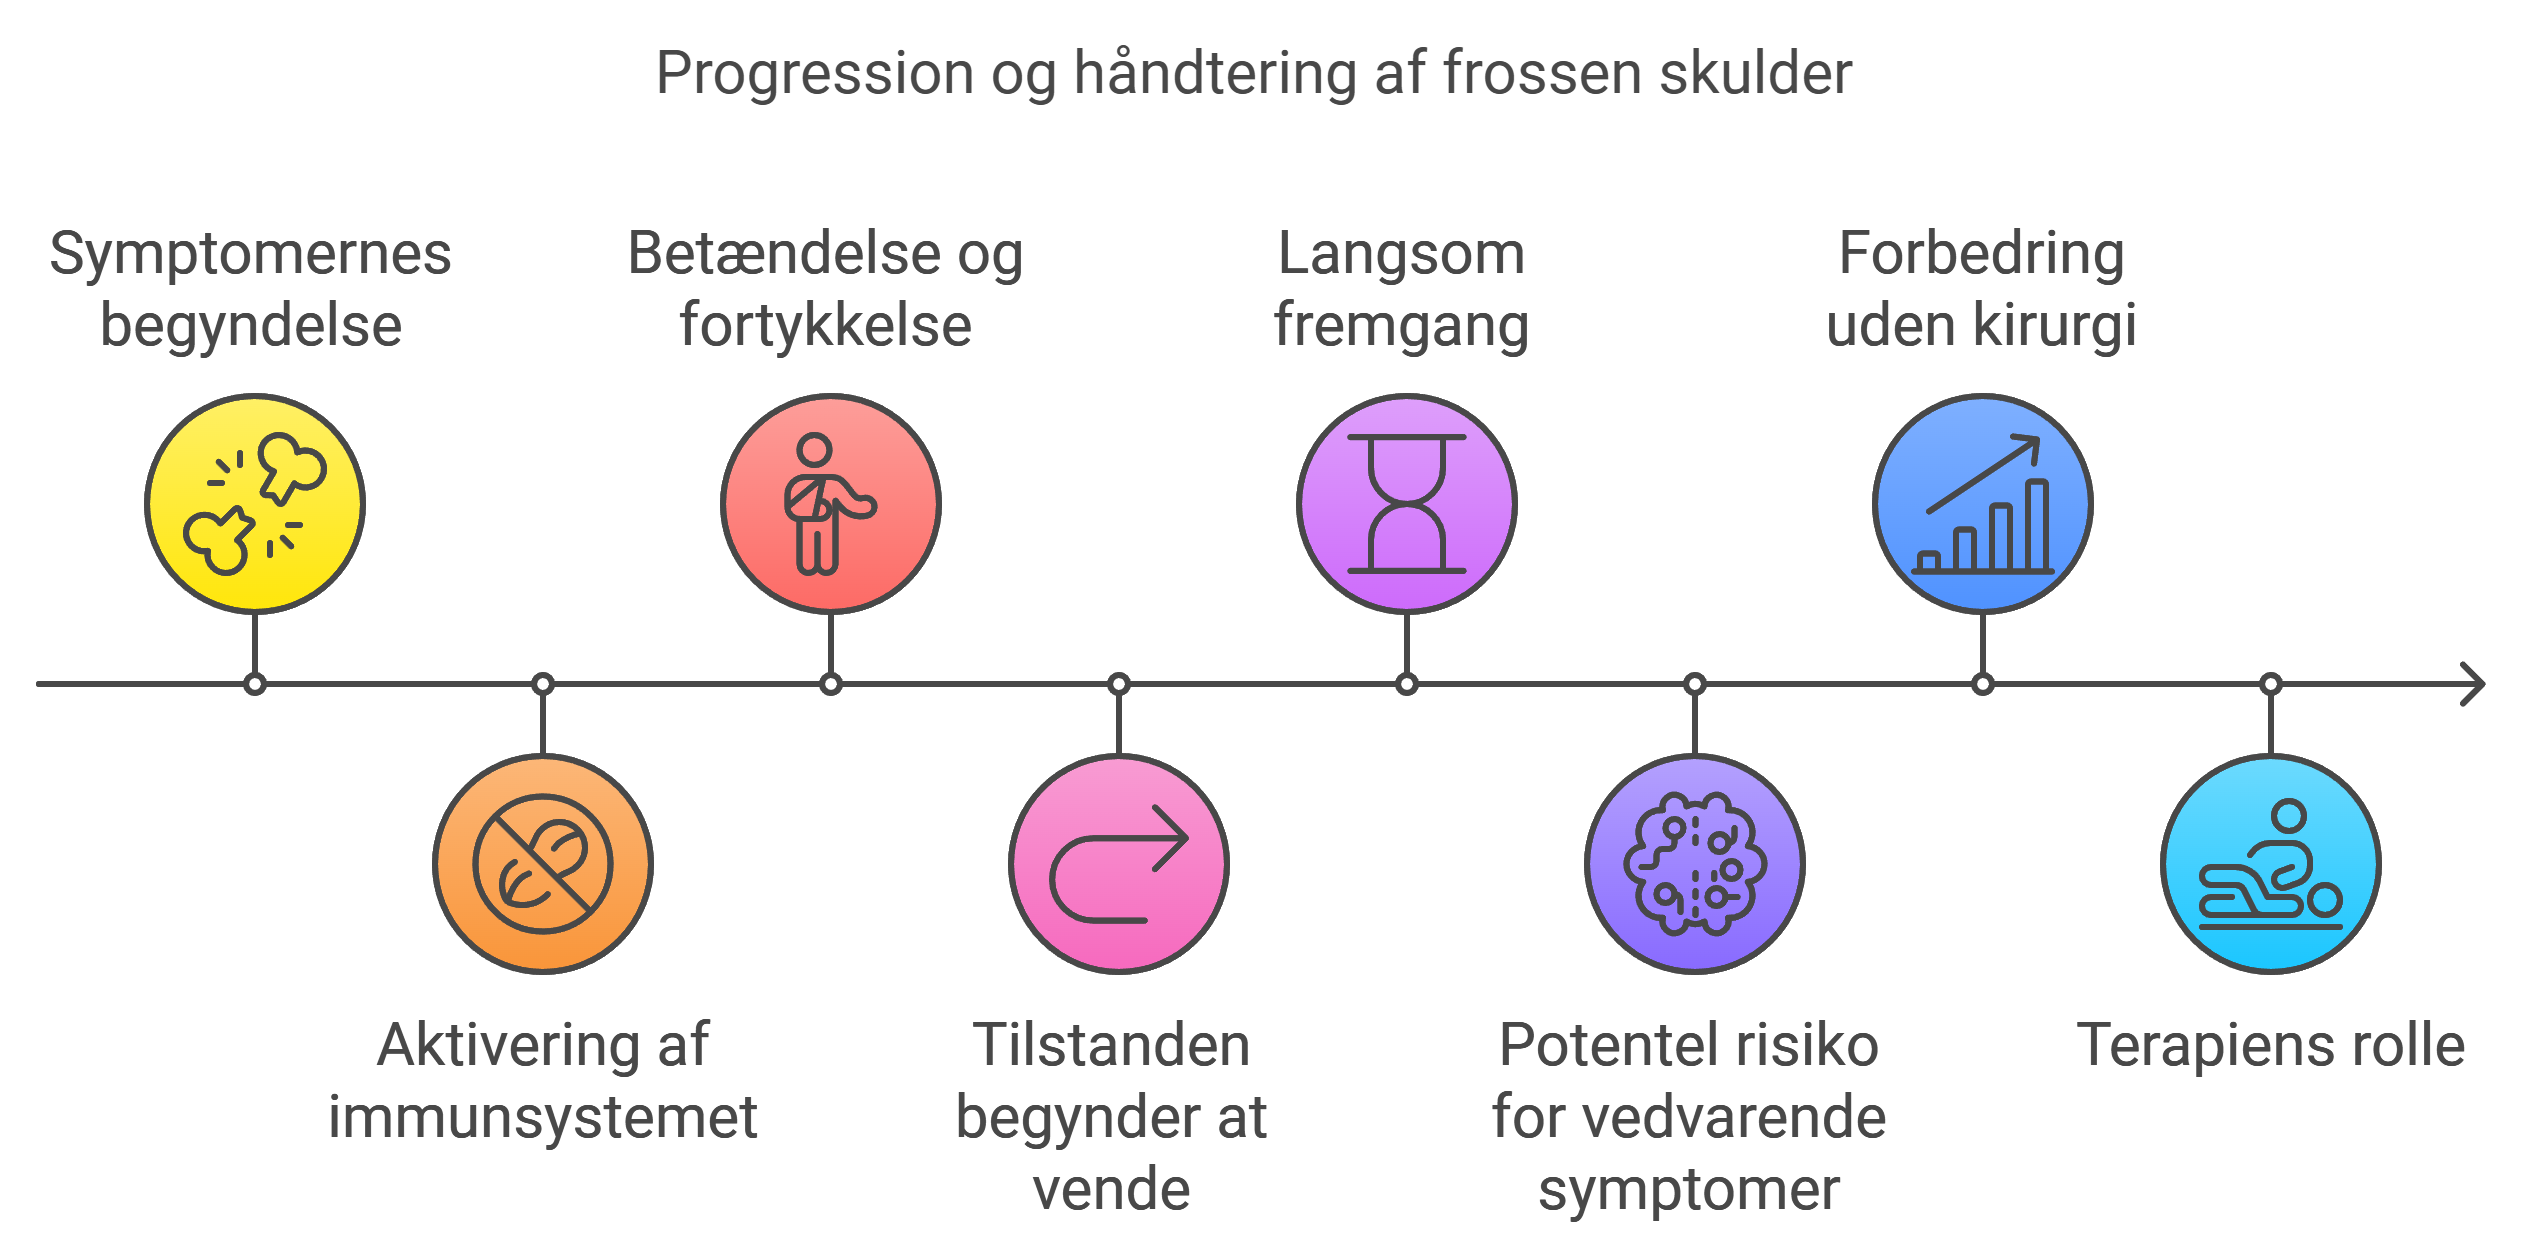 Progression og håndtering af frossen skulder
Symptomernes
begyndelse
Aktivering af
immunsystemet
Betændelse og
fortykkelse
Tilstanden
begynder at
vende
Langsom
fremgang
Potentel risiko
for vedvarende
symptomer
Forbedring
uden kirurgi
Terapiens rolle